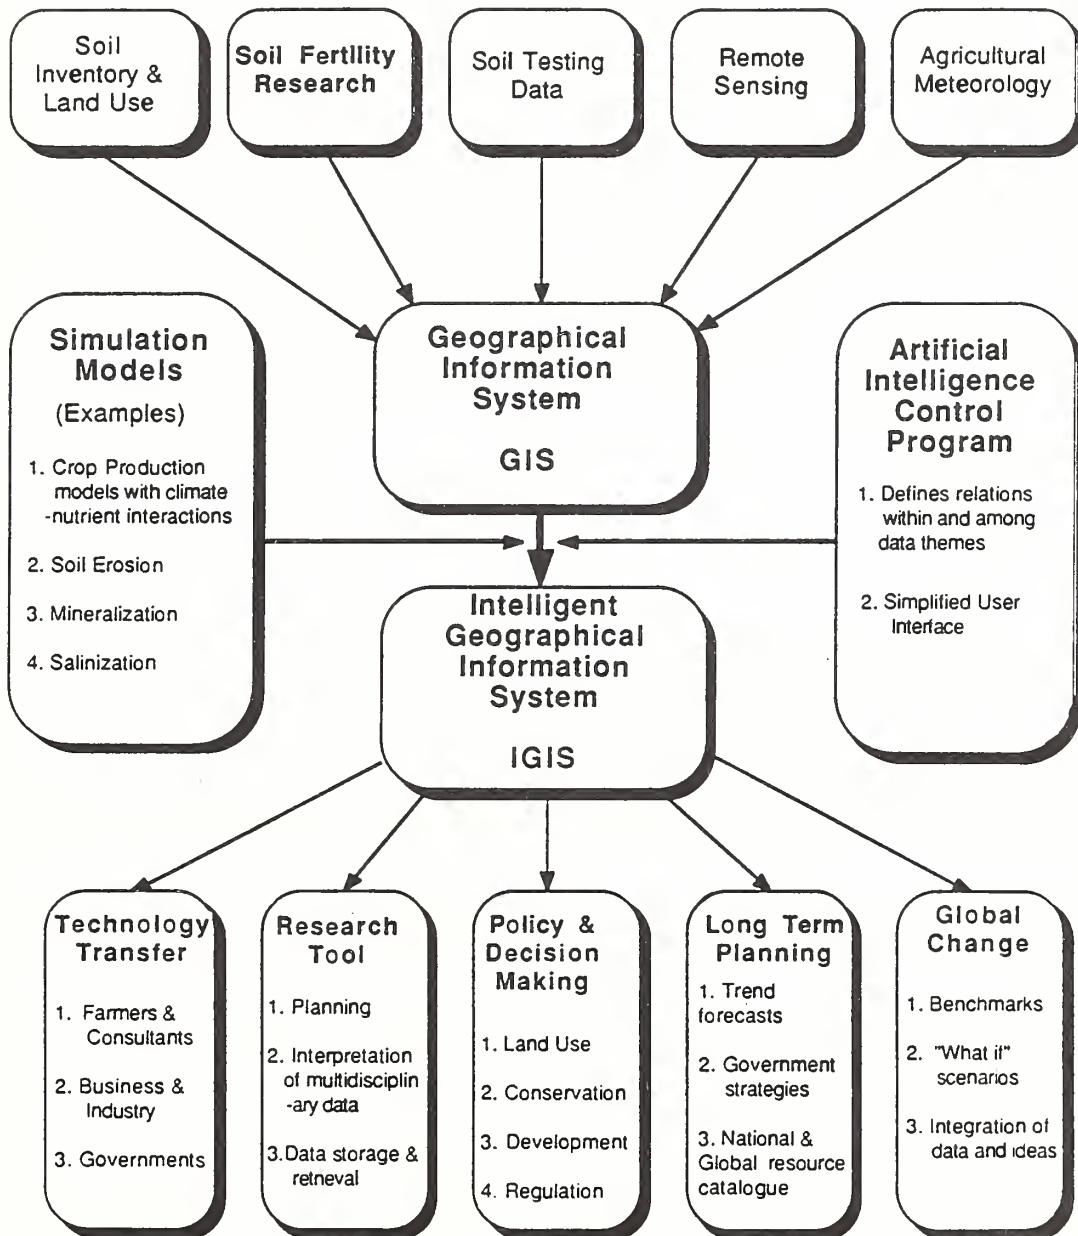 Soil
Inventory &
Land Use
Soil Fertility
Research
Soil Testing
Data
Remote
Sensing
Agricultural
Meteorology
Simulation
Models
(Examples)
1. Crop Production
models with climate
-nutrient interactions
2. Soil Erosion
3. Mineralization
4. Salinization
Geographical
Information
System
GIS
Artificial
Intelligence
Control
Program
1. Defines relations
within and among
data themes
2. Simplified User
Interface
Intelligent
Geographical
Information
System
IGIS
Technology
Transfer
1. Farmers &
Consultants
2. Business &
Industry
3. Governments
Research
Tool
1. Planning
2. Interpretation
of multidisciplin
-ary data
3.Data storage &
retrieval
Policy &
Decision
Making
1. Land Use
2. Conservation
3. Development
4. Regulation
Long Term
Planning
1. Trend
forecasts
2. Government
strategies
3. National &
Global resource
catalogue
Global
Change
1. Benchmarks
2. "What if"
scenarios
3. Integration of
data and ideas